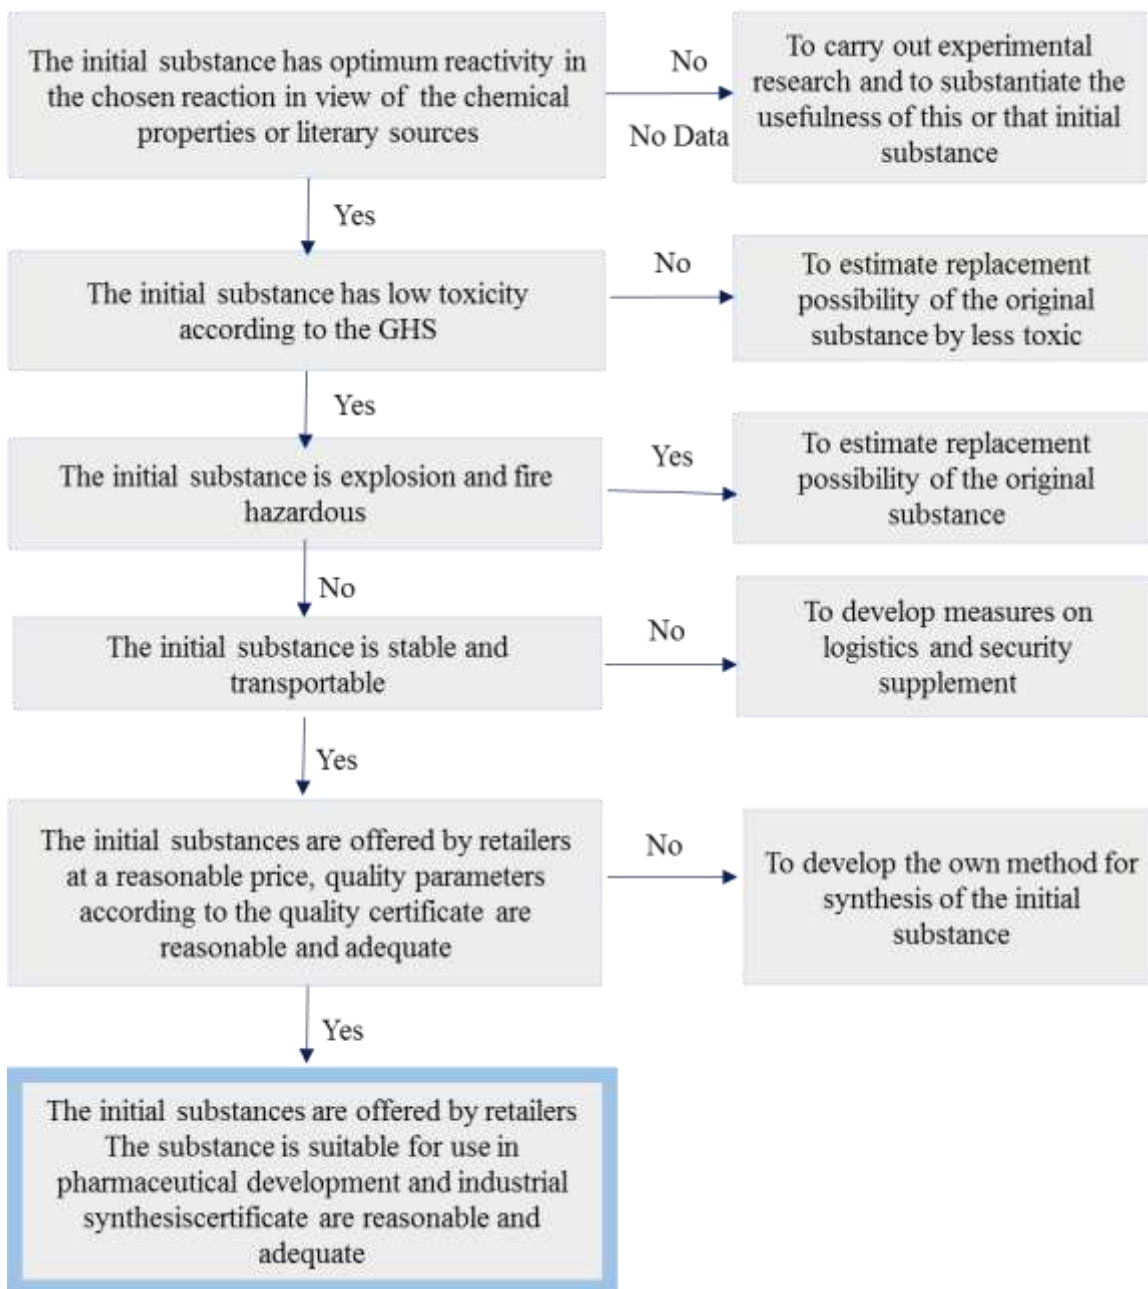 The initial substance has optimum reactivity in
the chosen reaction in view of the chemical
properties or literary sources
No
No Data
To carry out experimental
research and to substantiate the
usefulness of this or that initial
substance
Yes
The initial substance has low toxicity
according to the GHS
No
To estimate replacement
possibility of the original
substance by less toxic
Yes
The initial substance is explosion and fire
hazardous
Yes
To estimate replacement
possibility of the original
substance
No
The initial substance is stable and
transportable
No
To develop measures on
logistics and security
supplement
Yes
The initial substances are offered by retailers
at a reasonable price, quality parameters
according to the quality certificate are
reasonable and adequate
No
To develop the own method for
synthesis of the initial
substance
Yes
The initial substances are offered by retailers
The substance is suitable for use in
pharmaceutical development and industrial
synthesiscertificate are reasonable and
adequate